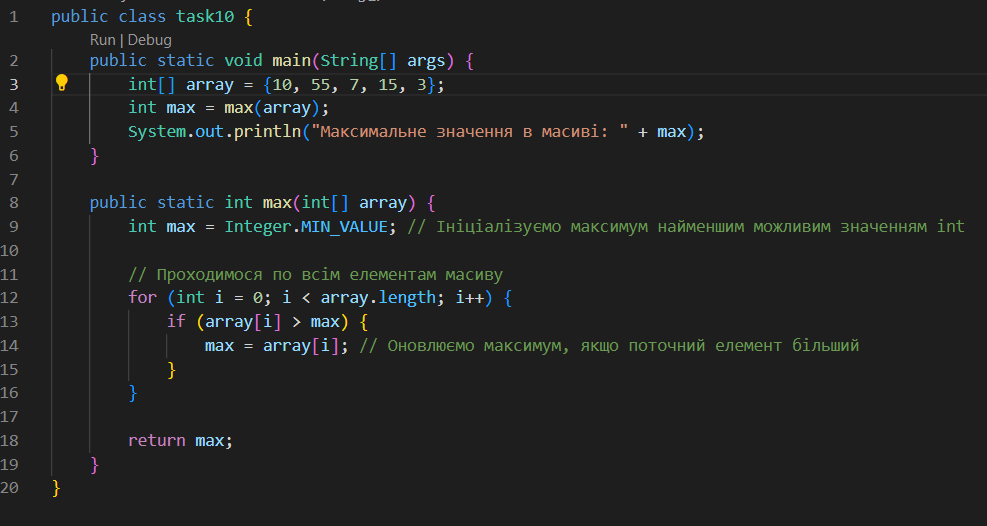 1 public class task10 {
Run | Debug
2 public static void main(String[] args) {
3 int[] array = {10, 55, 7, 15, 3};
4 int max = max(array);
5 System.out.println("Максимальне значення в масиві: " + max);
6 }
7
8 public static int max(int[] array) {
9 int max = Integer.MIN_VALUE; // Ініціалізуємо максимум найменшим можливим значенням int
10
11 // Проходимося по всім елементам масиву
12 for (int i = 0; i < array.length; i++) {
13 if (array[i] > max) {
14 max = array[i]; // Оновлюємо максимум, якщо поточний елемент більший
15 }
16 }
17
18 return max;
19 }
20 }